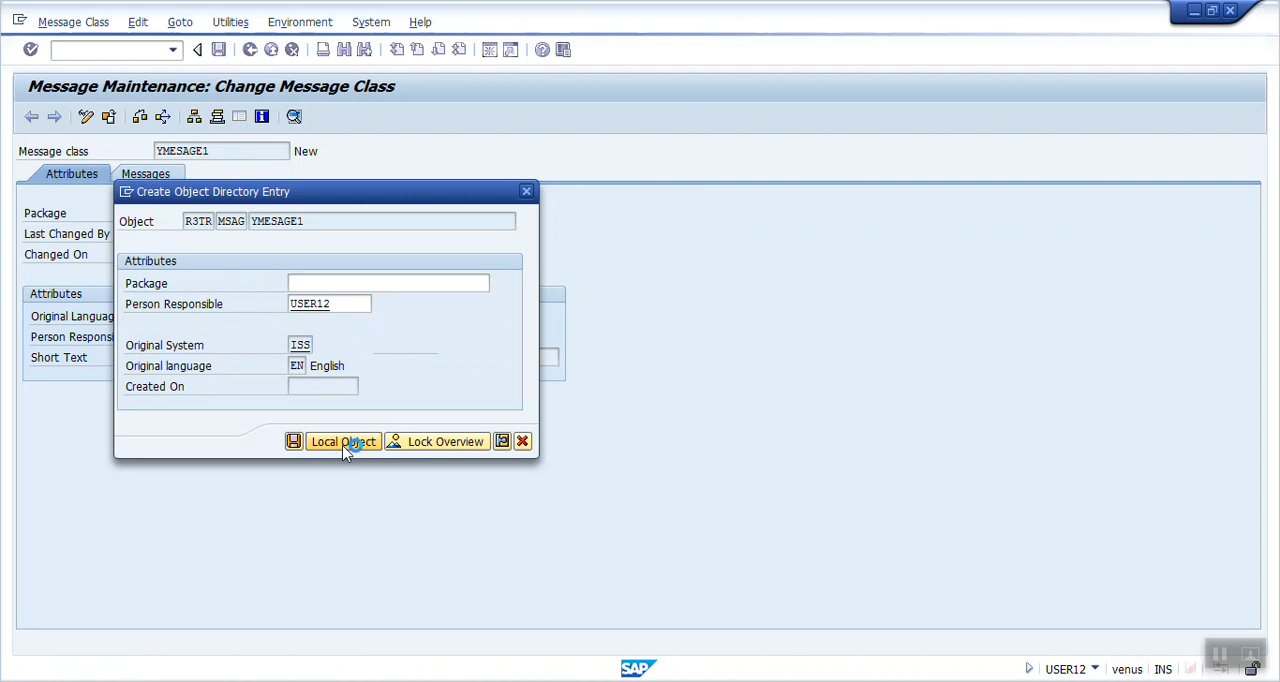 Message Class Edit Goto Utilities Environment System Help
Message Maintenance: Change Message Class
Message class YMESAGE1 New
Attributes Messages
Create Object Directory Entry
Package
Object R3TR MSAG YMESAGE1
Last Changed By
Changed On
Attributes
Package
Attributes
Person Responsible USER12
Original Languag
Person Responsi
Original System ISS
Short Text
Original language EN English
Created On
Local Object Lock Overview
SAP USER12 venus INS